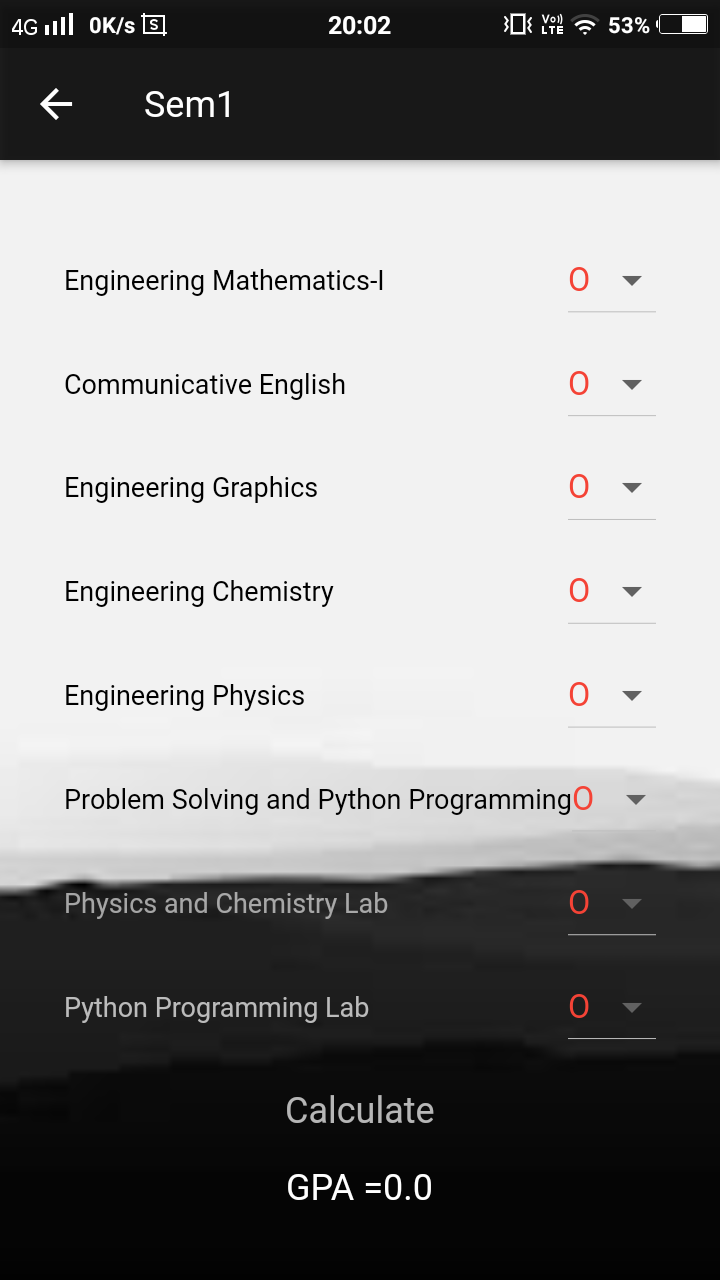 4G 0K/s S 20:02 Vo)) LTE 53%
Sem1
Engineering Mathematics-I O
Communicative English O
Engineering Graphics O
Engineering Chemistry O
Engineering Physics O
Problem Solving and Python Programming O
Physics and Chemistry Lab O
Python Programming Lab O
Calculate
GPA =0.0